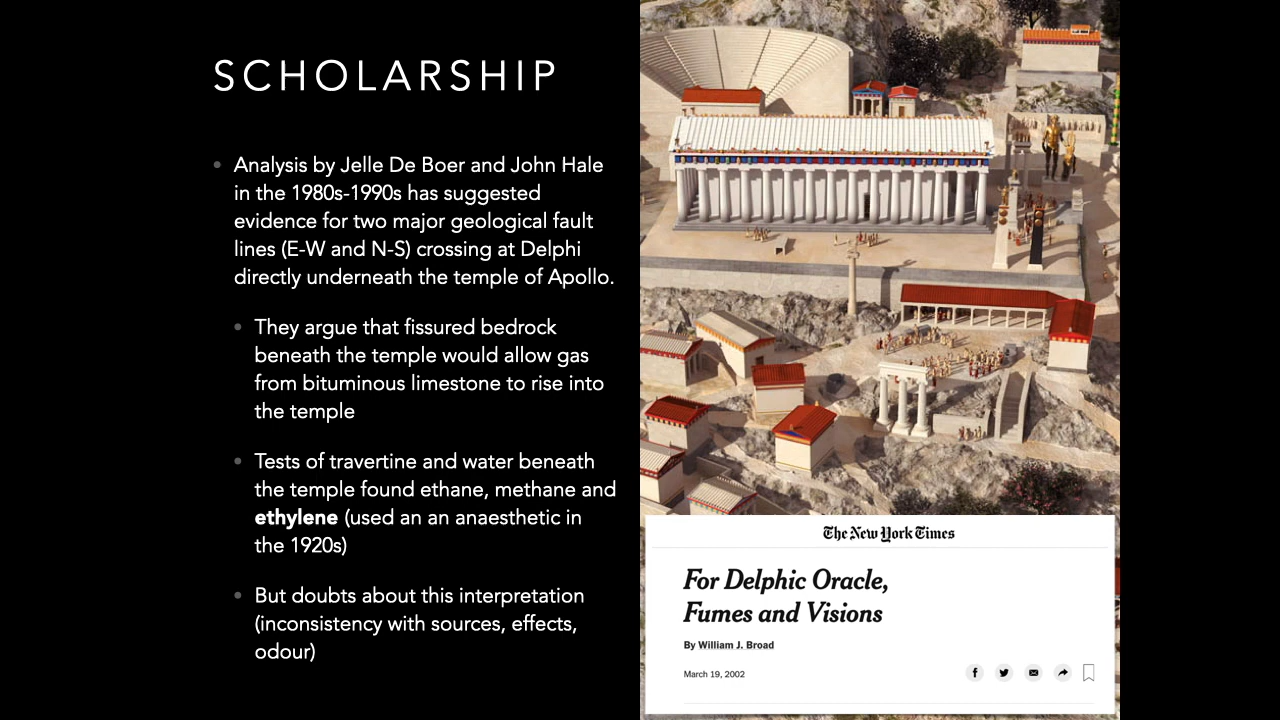 SCHOLARSHIP
Analysis by Jelle De Boer and John Hale
in the 1980s-1990s has suggested
evidence for two major geological fault
lines (E-W and N-S) crossing at Delphi
directly underneath the temple of Apollo.
They argue that fissured bedrock
beneath the temple would allow gas
from bituminous limestone to rise into
the temple
Tests of travertine and water beneath
the temple found ethane, methane and
ethylene (used an an anaesthetic in
the 1920s)
But doubts about this interpretation
(inconsistency with sources, effects,
odour)
The New York Times
For Delphic Oracle,
Fumes and Visions
By William J. Broad
March 19, 2002